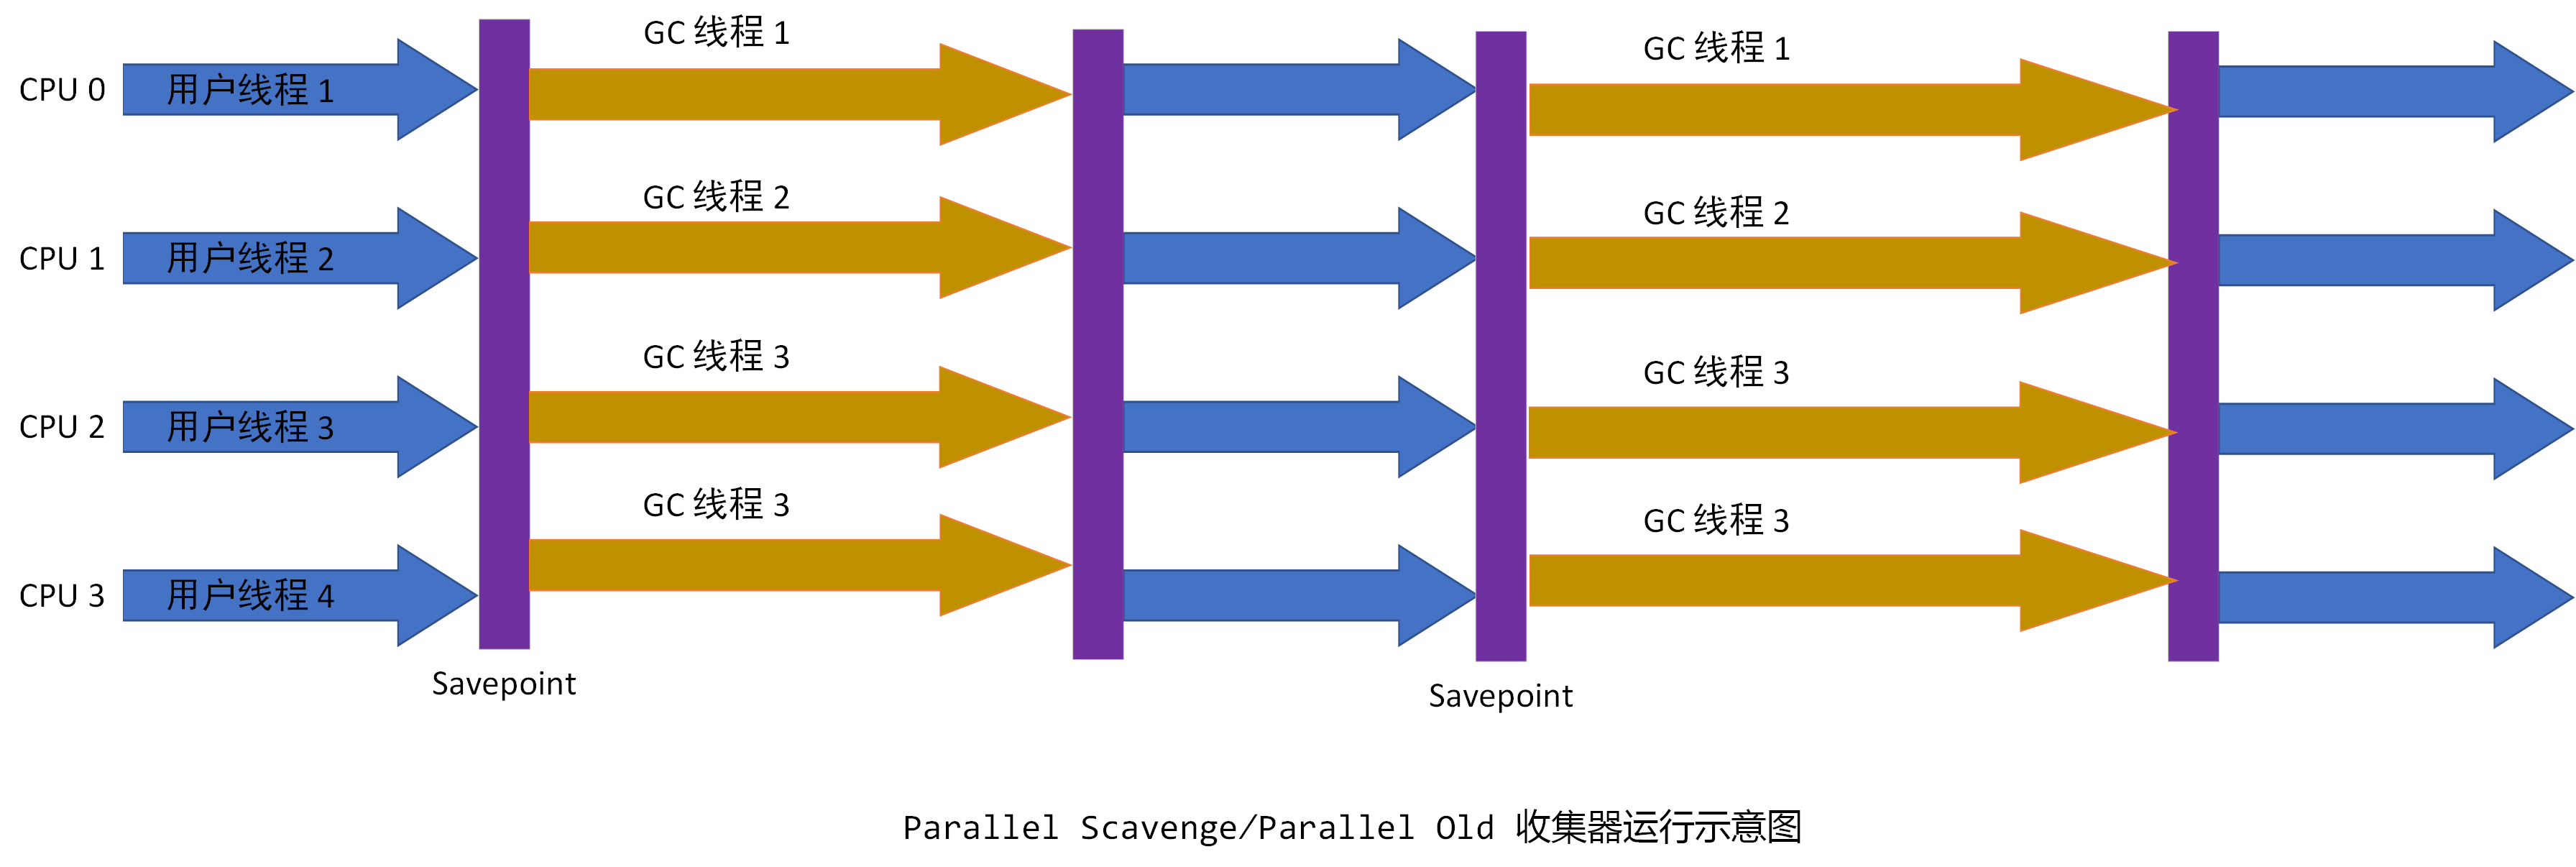 GC 线程 1
GC 线程 1
CPU 0
用户线程 1
GC 线程 2
GC 线程 2
CPU 1
用户线程 2
GC 线程 3
GC 线程 3
CPU 2
用户线程 3
GC 线程 3
GC 线程 3
CPU 3
用户线程 4
Savepoint
Savepoint
Parallel Scavenge/Parallel Old 收集器运行示意图